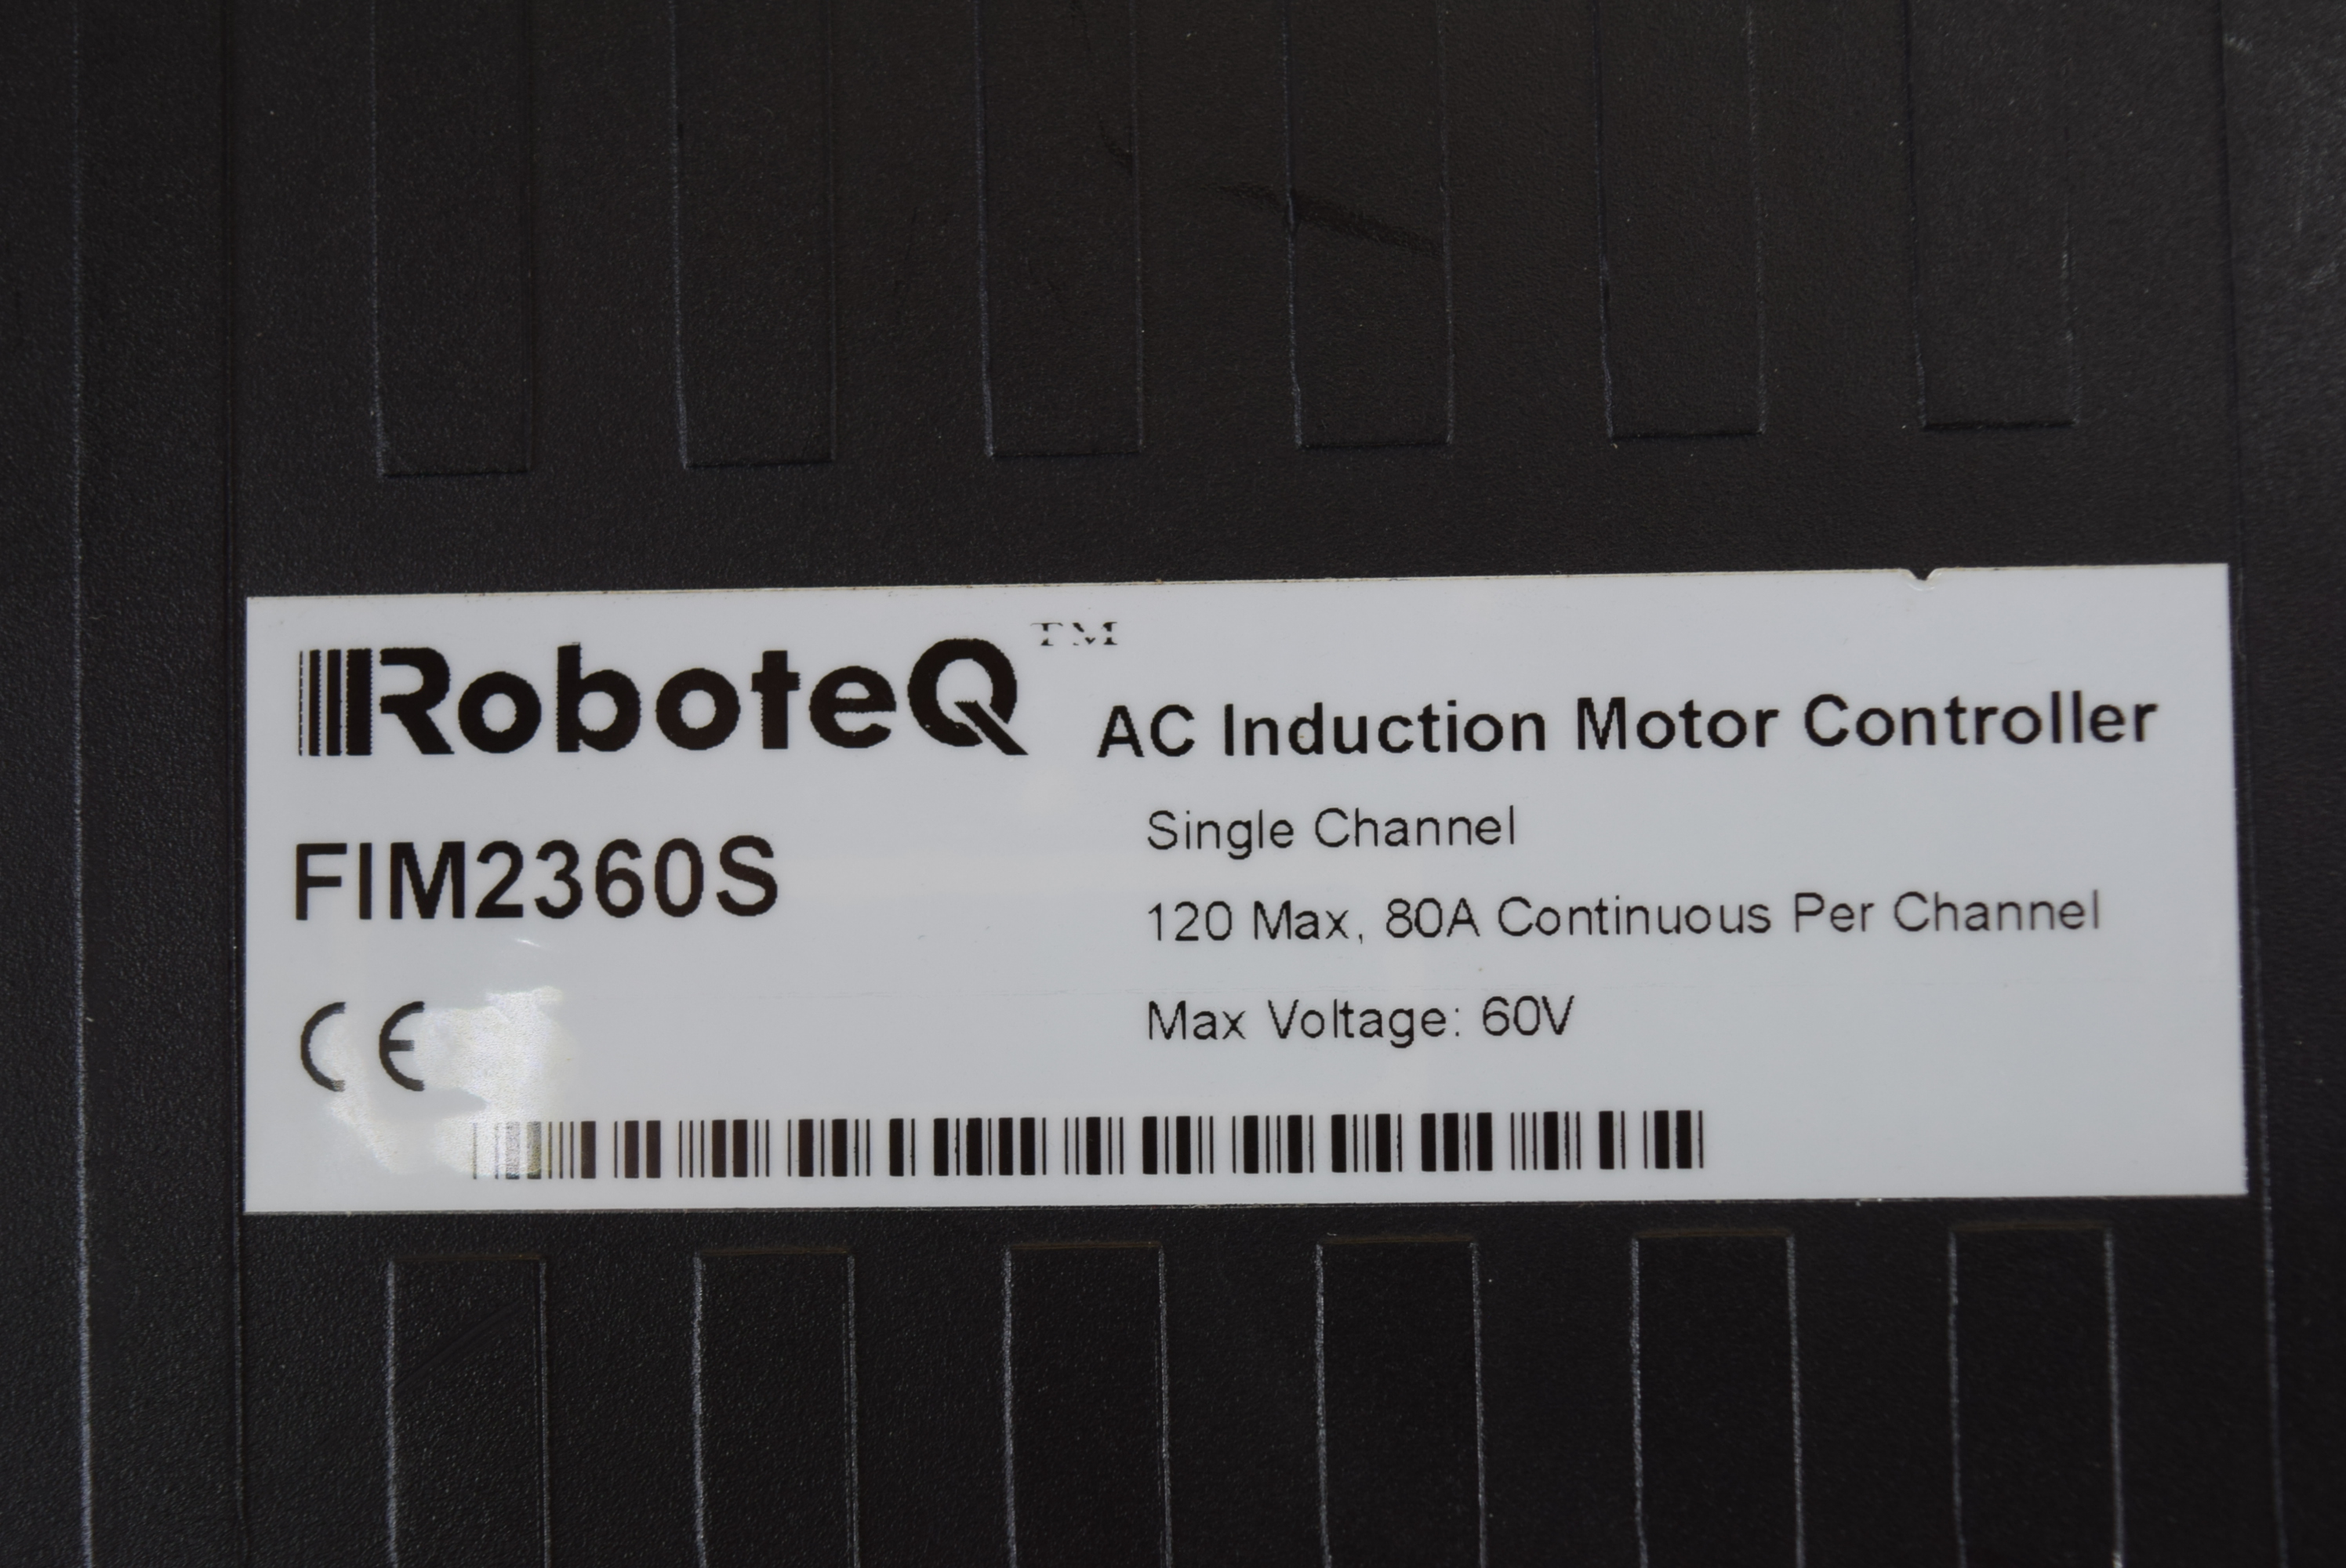 RoboteQ™
AC Induction Motor Controller
FIM2360S
Single Channel
120 Max, 80A Continuous Per Channel
Max Voltage: 60V
CE